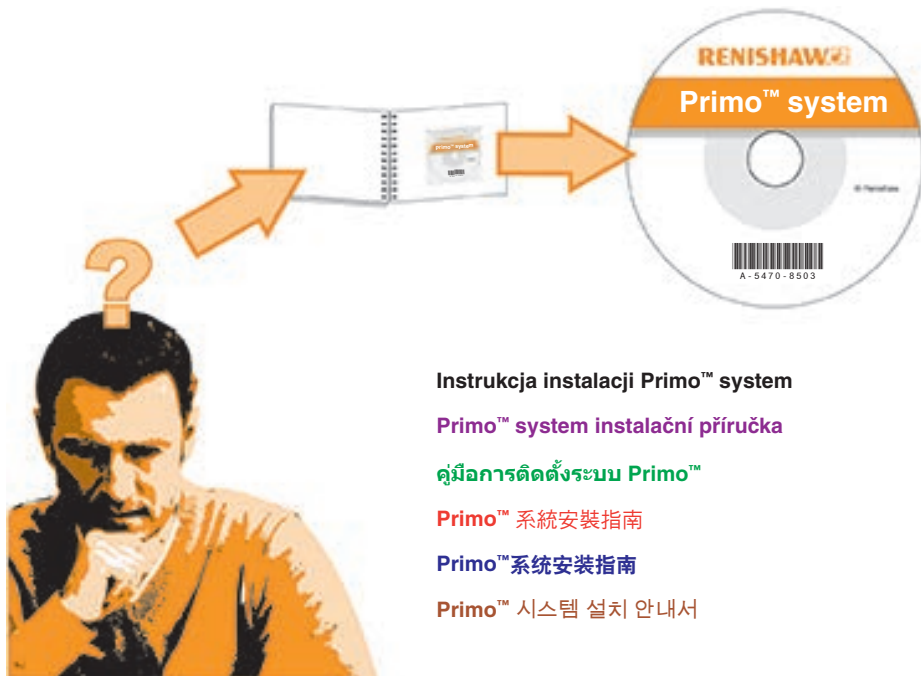 RENISHAW
Primo™ system
primo™ system
© Renishaw
A-5470-8503
?
Instrukcja instalacji Primo™ system
Primo™ system instalační příručka
คู่มือการติดตั้งระบบ Primo™
Primo™ 系統安裝指南
Primo™系统安装指南
Primo™ 시스템 설치 안내서